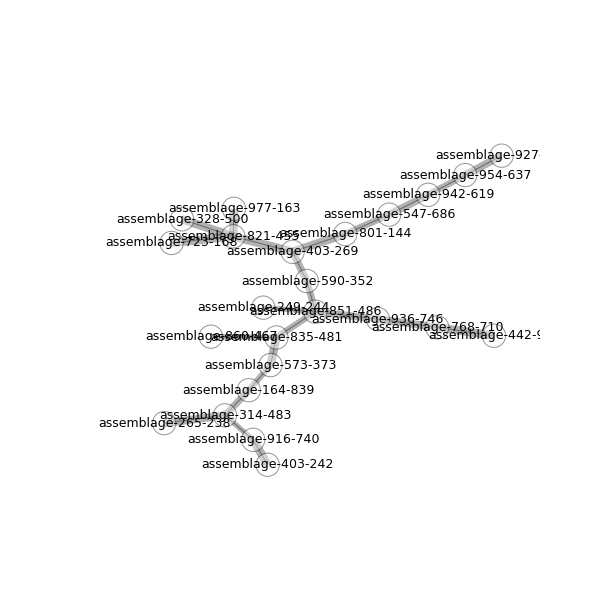 assemblage-927-
assemblage-954-637
assemblage-942-619
assemblage-977-163
assemblage-547-686
assemblage-328-500
assemblage-801-144
assemblage-821-455
assemblage-723-168
assemblage-403-269
assemblage-590-352
assemblage-249-244
assemblage-851-486
assemblage-936-746
assemblage-768-710
assemblage-442-9
assemblage-860-467
assemblage-835-481
assemblage-573-373
assemblage-164-839
assemblage-314-483
assemblage-265-238
assemblage-916-740
assemblage-403-242